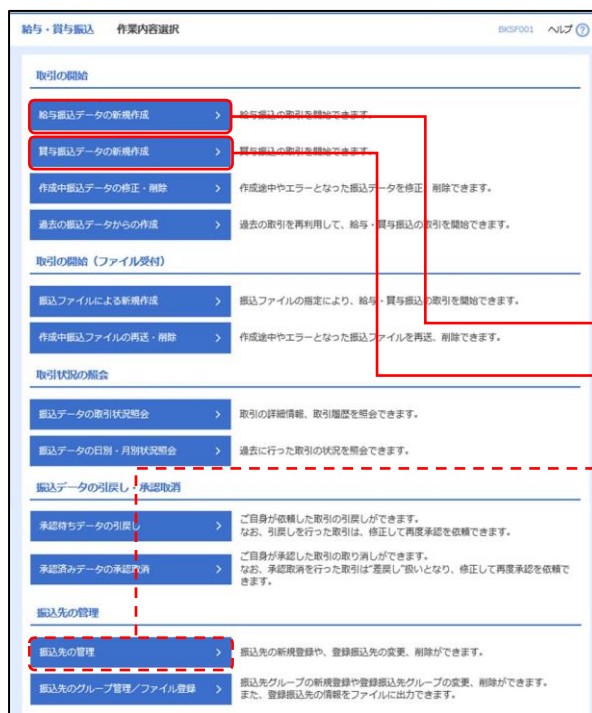 給与・賞与振込 作業内容選択 BKSF001 ヘルプ ?
取引の開始
給与振込データの新規作成 > 給与振込の取引を開始できます。
賞与振込データの新規作成 > 賞与振込の取引を開始できます。
作成中振込データの修正・削除 > 作成途中やエラーとなった振込データを修正、削除できます。
過去の振込データからの作成 > 過去の取引を再利用して、給与・賞与振込の取引を開始できます。
取引の開始（ファイル受付）
振込ファイルによる新規作成 > 振込ファイルの指定により、給与・賞与振込の取引を開始できます。
作成中振込ファイルの再送・削除 > 作成途中やエラーとなった振込ファイルを再送、削除できます。
取引状況の照会
振込データの取引状況照会 > 取引の詳細情報、取引履歴を照会できます。
振込データの日別・月別状況照会 > 過去に行った取引の状況を照会できます。
振込データの引戻し・承認取消
承認待ちデータの引戻し > ご自身が依頼した取引の引戻しができます。
なお、引戻しを行った取引は、修正して再度承認を依頼できます。
承認済みデータの承認取消 > ご自身が承認した取引の取り消しができます。
なお、承認取消を行った取引は"差戻し"扱いとなり、修正して再度承認を依頼で
きます。
振込先の管理
振込先の管理 > 振込先の新規登録や、登録振込先の変更、削除ができます。
振込先のグループ管理／ファイル登録 > 振込先グループの新規登録や登録振込先グループの変更、削除ができます。
また、登録振込先の情報をファイルに出力できます。